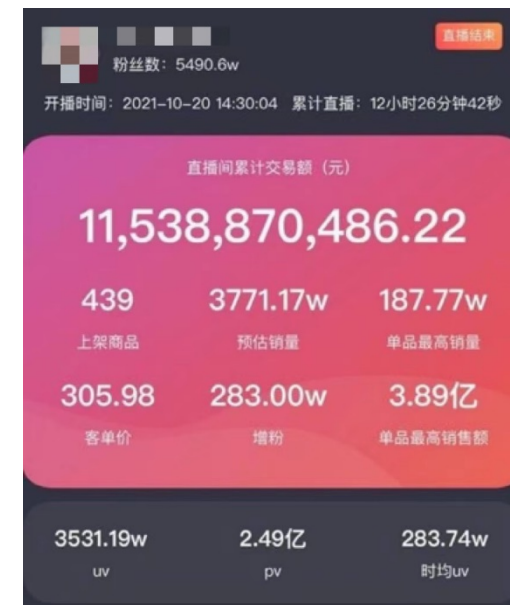 直播结束
粉丝数：5490.6w
开播时间：2021-10-20 14:30:04 累计直播：12小时26分钟42秒
直播间累计交易额（元）
11,538,870,486.22
439 3771.17w 187.77w
上架商品 预估销量 单品最高销量
305.98 283.00w 3.89亿
客单价 增粉 单品最高销售额
3531.19w 2.49亿 283.74w
uv pv 时均uv